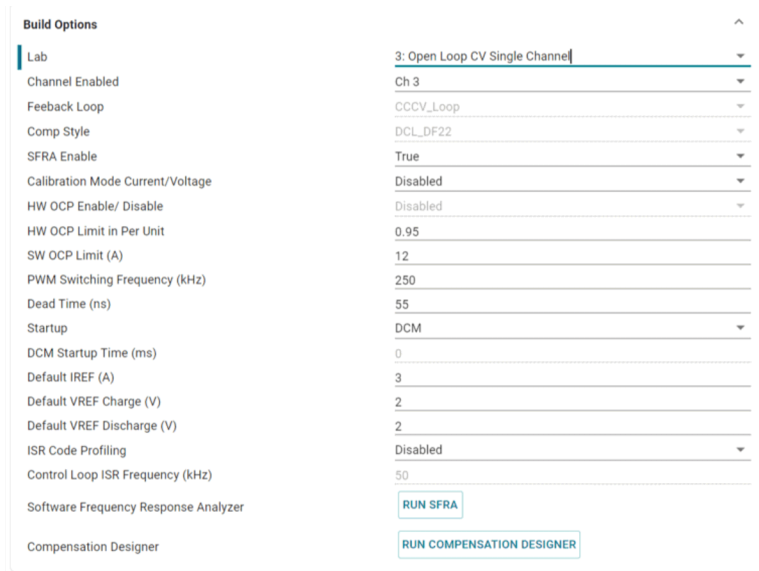 Build Options
Lab 3: Open Loop CV Single Channel
Channel Enabled Ch 3
Feeback Loop CCCV_Loop
Comp Style DCL_DF22
SFRA Enable True
Calibration Mode Current/Voltage Disabled
HW OCP Enable/ Disable Disabled
HW OCP Limit in Per Unit 0.95
SW OCP Limit (A) 12
PWM Switching Frequency (kHz) 250
Dead Time (ns) 55
Startup DCM
DCM Startup Time (ms) 0
Default IREF (A) 3
Default VREF Charge (V) 2
Default VREF Discharge (V) 2
ISR Code Profiling Disabled
Control Loop ISR Frequency (kHz) 50
Software Frequency Response Analyzer RUN SFRA
Compensation Designer RUN COMPENSATION DESIGNER